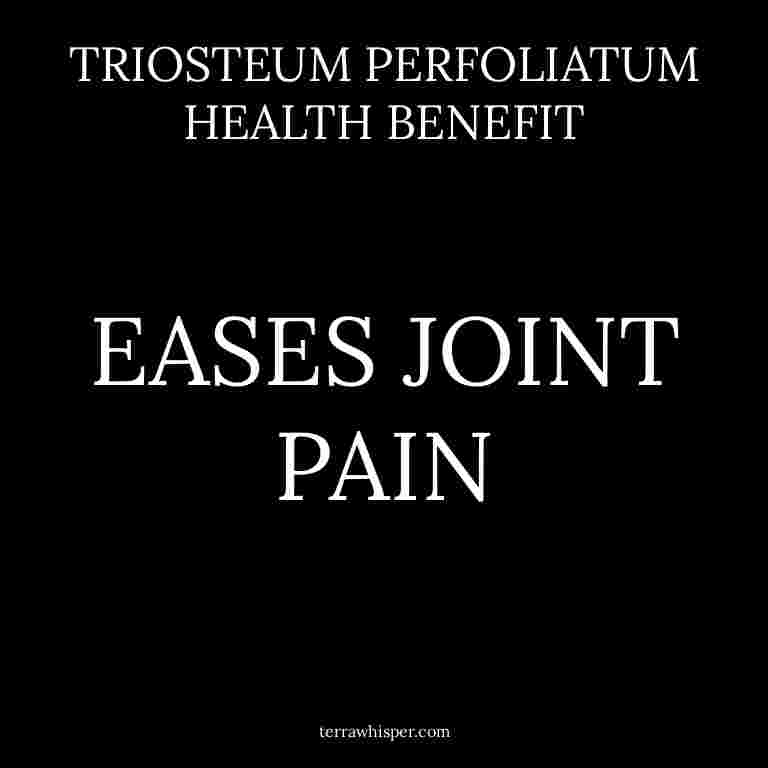 TRIOSTEUM PERFOLIATUM
HEALTH BENEFIT
EASES JOINT
PAIN
terrawhisper.com